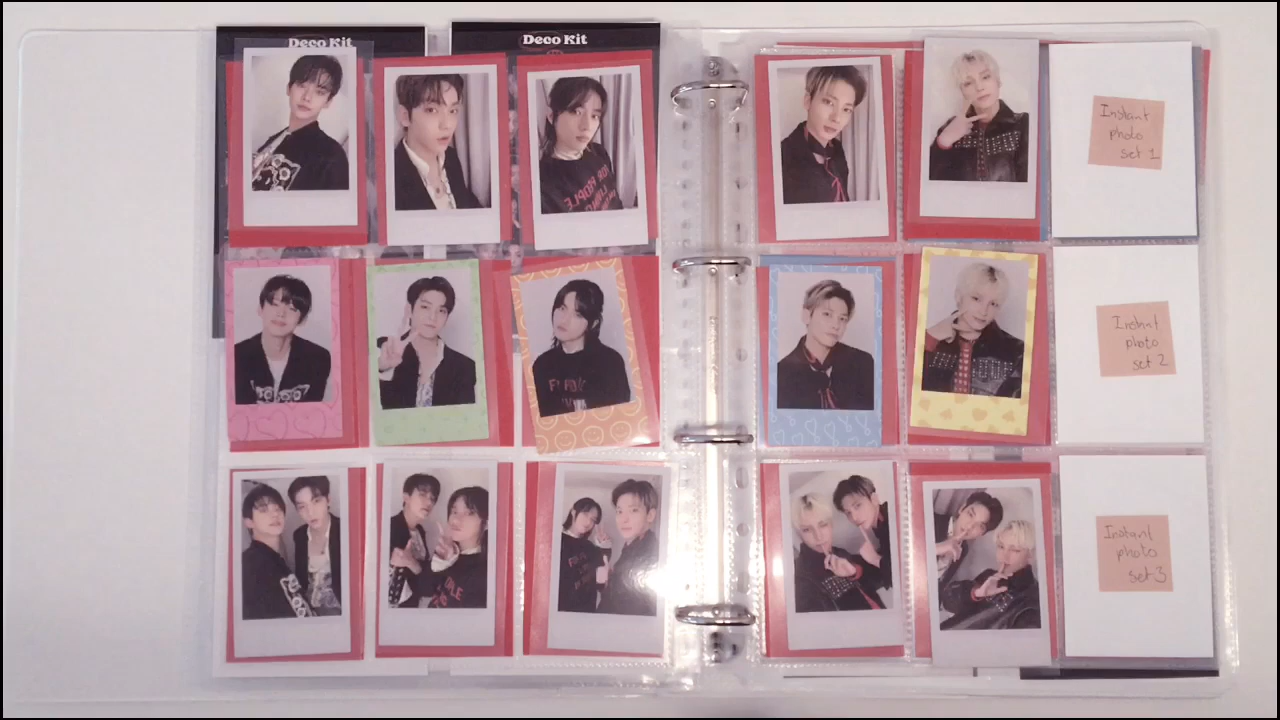 Deco Kit
Deco Kit
Instant
photo
set 1
Instant
photo
set 2
Instant
photo
set 3